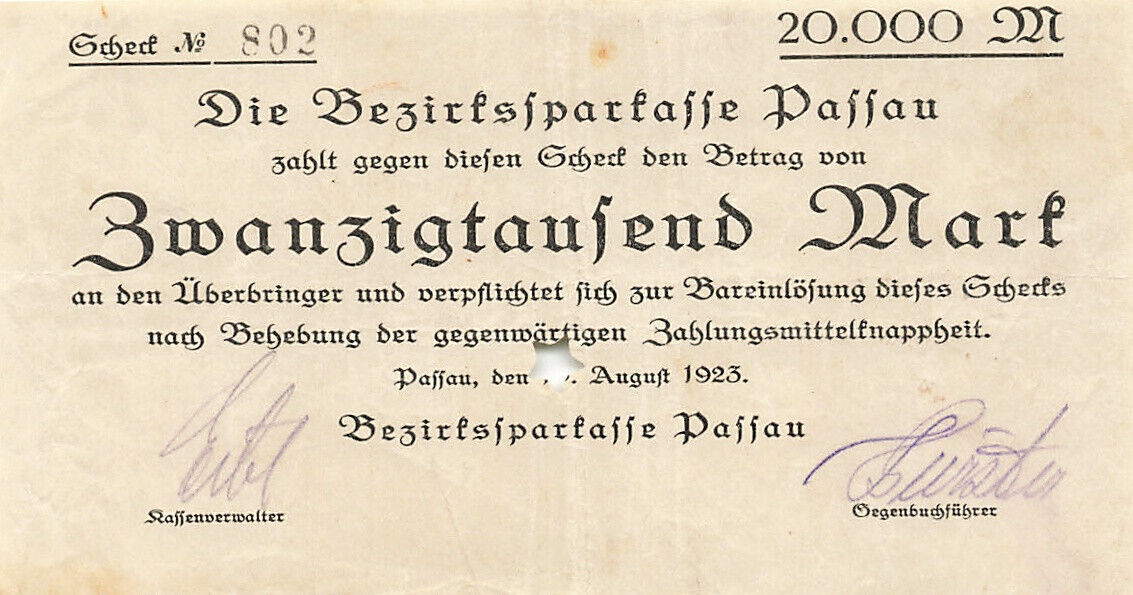 Scheck № 802
20.000 M
Die Bezirkssparkasse Passau
zahlt gegen diesen Scheck den Betrag von
Zwanzigtausend Mark
an den Überbringer und verpflichtet sich zur Bareinlösung dieses Schecks
nach Behebung der gegenwärtigen Zahlungsmittelknappheit.
Passau, den August 1923.
Bezirkssparkasse Passau
Kassenverwalter
Gegenbuchführer